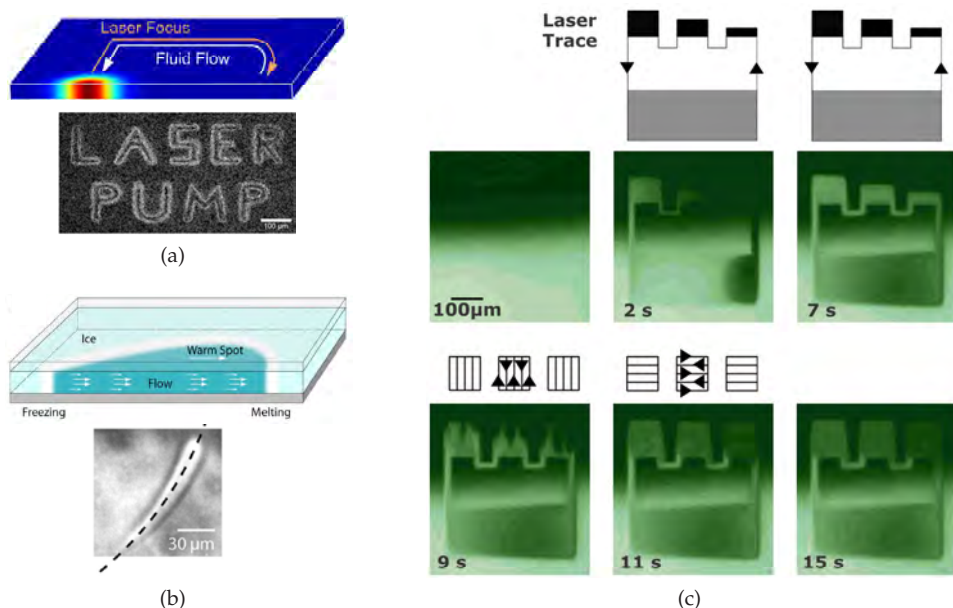 Laser Focus
Fluid Flow
LASER
PUMP
100 µm
(a)
Ice
Warm Spot
Flow
Freezing
Melting
30 µm
(b)
Laser
Trace
100µm
2 s
7 s
9 s
11 s
15 s
(c)